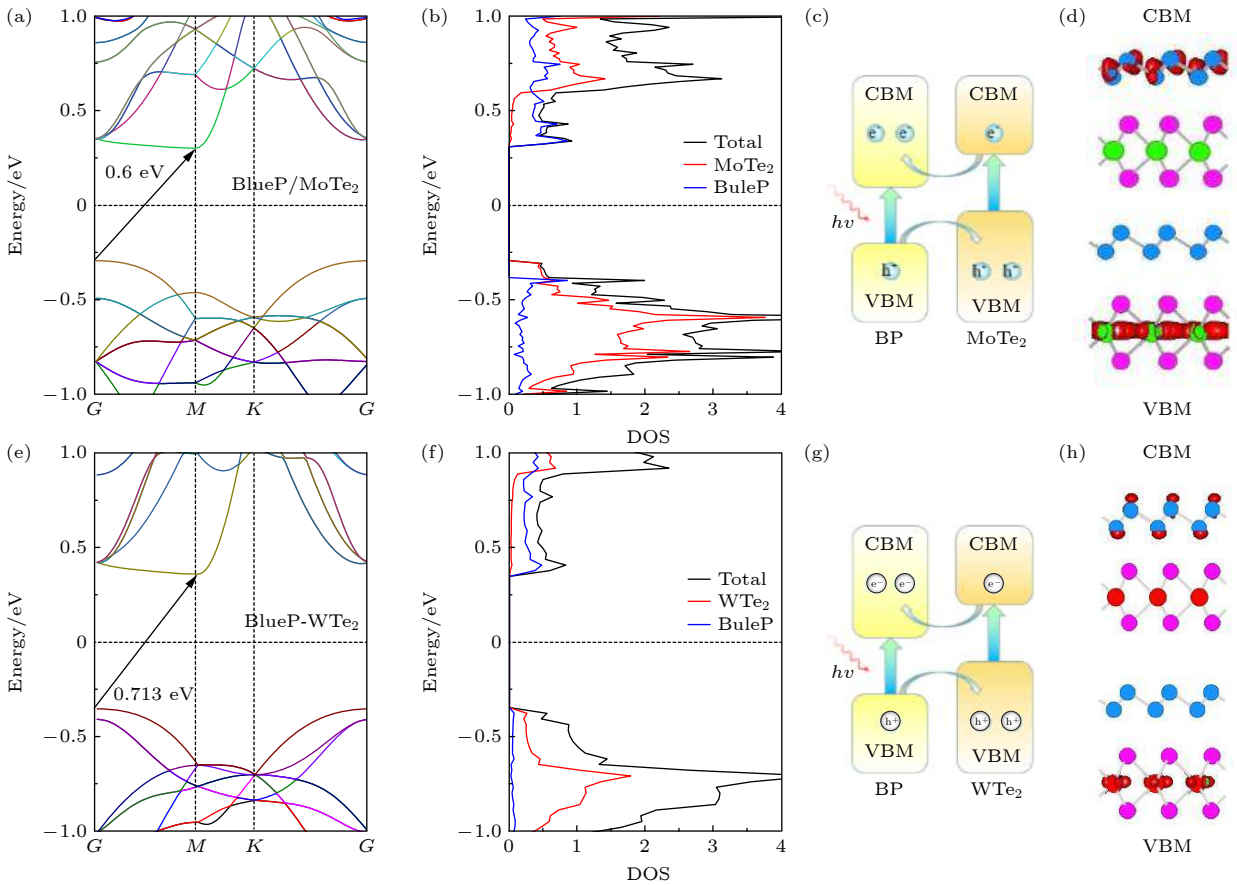 (a)
1.0
0.5
0
−0.5
−1.0
Energy/eV
0.6 eV
BlueP/MoTe₂
G
M
K
G
(b)
1.0
0.5
0
−0.5
−1.0
Energy/eV
Total
MoTe₂
BuleP
0
1
2
3
4
DOS
(c)
CBM
CBM
e⁻
e⁻
e⁻
hν
h⁺
h⁺
h⁺
VBM
VBM
BP
MoTe₂
(d)
CBM
VBM
(e)
1.0
0.5
0
−0.5
−1.0
Energy/eV
BlueP-WTe₂
0.713 eV
G
M
K
G
(f)
1.0
0.5
0
−0.5
−1.0
Energy/eV
Total
WTe₂
BuleP
0
1
2
3
4
DOS
(g)
CBM
CBM
e⁻
e⁻
e⁻
hν
h⁺
h⁺
h⁺
VBM
VBM
BP
WTe₂
(h)
CBM
VBM